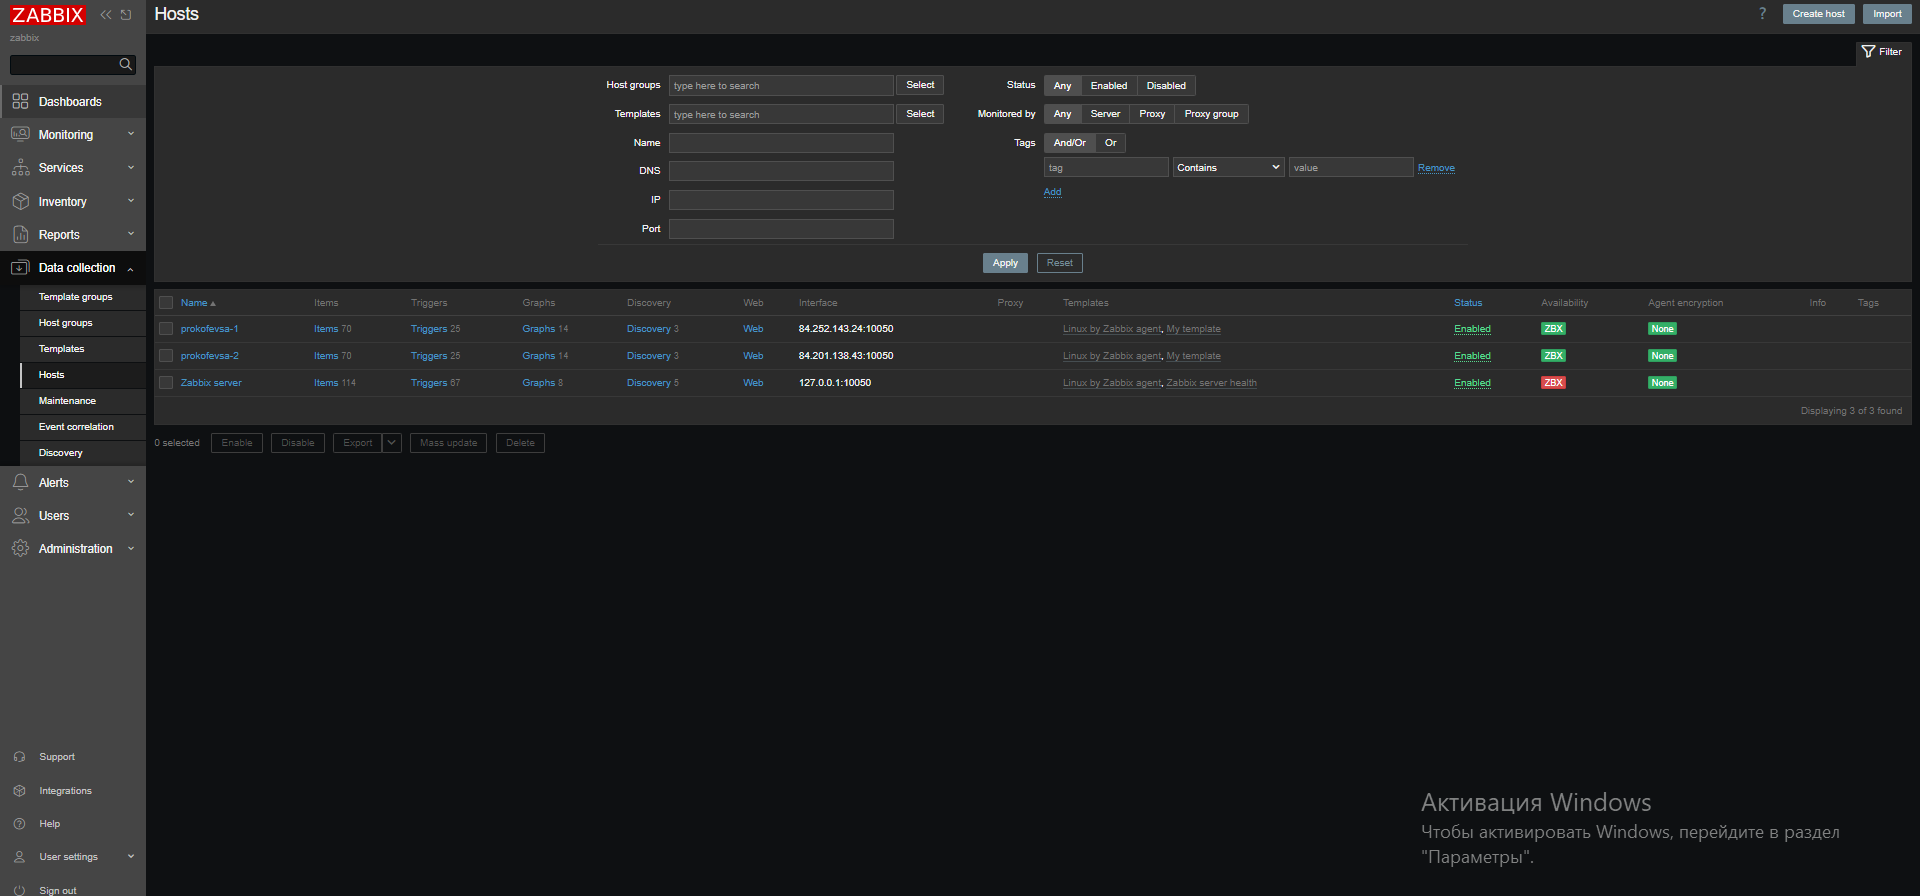 ZABBIX
zabbix
Dashboards
Monitoring
Services
Inventory
Reports
Data collection
Template groups
Host groups
Templates
Hosts
Maintenance
Event correlation
Discovery
Alerts
Users
Administration
Support
Integrations
Help
User settings
Sign out
Hosts
? Create host Import
Filter
Host groups type here to search Select
Templates type here to search Select
Name
DNS
IP
Port
Status Any Enabled Disabled
Monitored by Any Server Proxy Proxy group
Tags And/Or Or
tag Contains value Remove
Add
Apply Reset
Name Items Triggers Graphs Discovery Web Interface Proxy Templates Status Availability Agent encryption Info Tags
prokofevsa-1 Items 70 Triggers 25 Graphs 14 Discovery 3 Web 84.252.143.24:10050 Linux by Zabbix agent, My template Enabled ZBX None
prokofevsa-2 Items 70 Triggers 25 Graphs 14 Discovery 3 Web 84.201.138.43:10050 Linux by Zabbix agent, My template Enabled ZBX None
Zabbix server Items 114 Triggers 67 Graphs 8 Discovery 5 Web 127.0.0.1:10050 Linux by Zabbix agent, Zabbix server health Enabled ZBX None
Displaying 3 of 3 found
0 selected Enable Disable Export Mass update Delete
Активация Windows
Чтобы активировать Windows, перейдите в раздел
"Параметры".